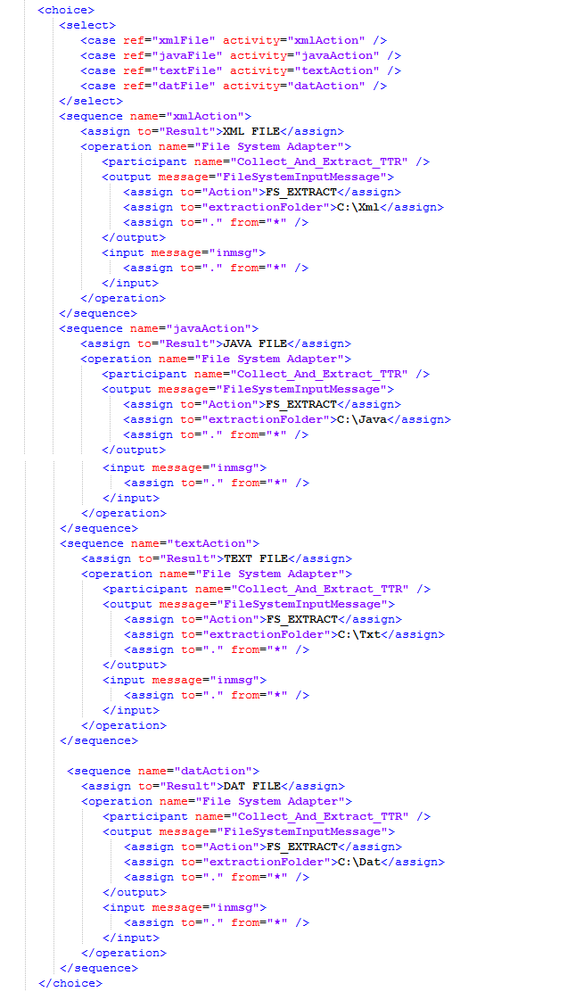 <choice>
<select>
<case ref="xmlFile" activity="xmlAction" />
<case ref="javaFile" activity="javaAction" />
<case ref="textFile" activity="textAction" />
<case ref="datFile" activity="datAction" />
</select>
<sequence name="xmlAction">
<assign to="Result">XML FILE</assign>
<operation name="File System Adapter">
<participant name="Collect_And_Extract_TTR" />
<output message="FileSystemInputMessage">
<assign to="Action">FS_EXTRACT</assign>
<assign to="extractionFolder">C:\Xml</assign>
<assign to="." from="*" />
</output>
<input message="inmsg">
<assign to="." from="*" />
</input>
</operation>
</sequence>
<sequence name="javaAction">
<assign to="Result">JAVA FILE</assign>
<operation name="File System Adapter">
<participant name="Collect_And_Extract_TTR" />
<output message="FileSystemInputMessage">
<assign to="Action">FS_EXTRACT</assign>
<assign to="extractionFolder">C:\Java</assign>
<assign to="." from="*" />
</output>
<input message="inmsg">
<assign to="." from="*" />
</input>
</operation>
</sequence>
<sequence name="textAction">
<assign to="Result">TEXT FILE</assign>
<operation name="File System Adapter">
<participant name="Collect_And_Extract_TTR" />
<output message="FileSystemInputMessage">
<assign to="Action">FS_EXTRACT</assign>
<assign to="extractionFolder">C:\Txt</assign>
<assign to="." from="*" />
</output>
<input message="inmsg">
<assign to="." from="*" />
</input>
</operation>
</sequence>
<sequence name="datAction">
<assign to="Result">DAT FILE</assign>
<operation name="File System Adapter">
<participant name="Collect_And_Extract_TTR" />
<output message="FileSystemInputMessage">
<assign to="Action">FS_EXTRACT</assign>
<assign to="extractionFolder">C:\Dat</assign>
<assign to="." from="*" />
</output>
<input message="inmsg">
<assign to="." from="*" />
</input>
</operation>
</sequence>
</choice>